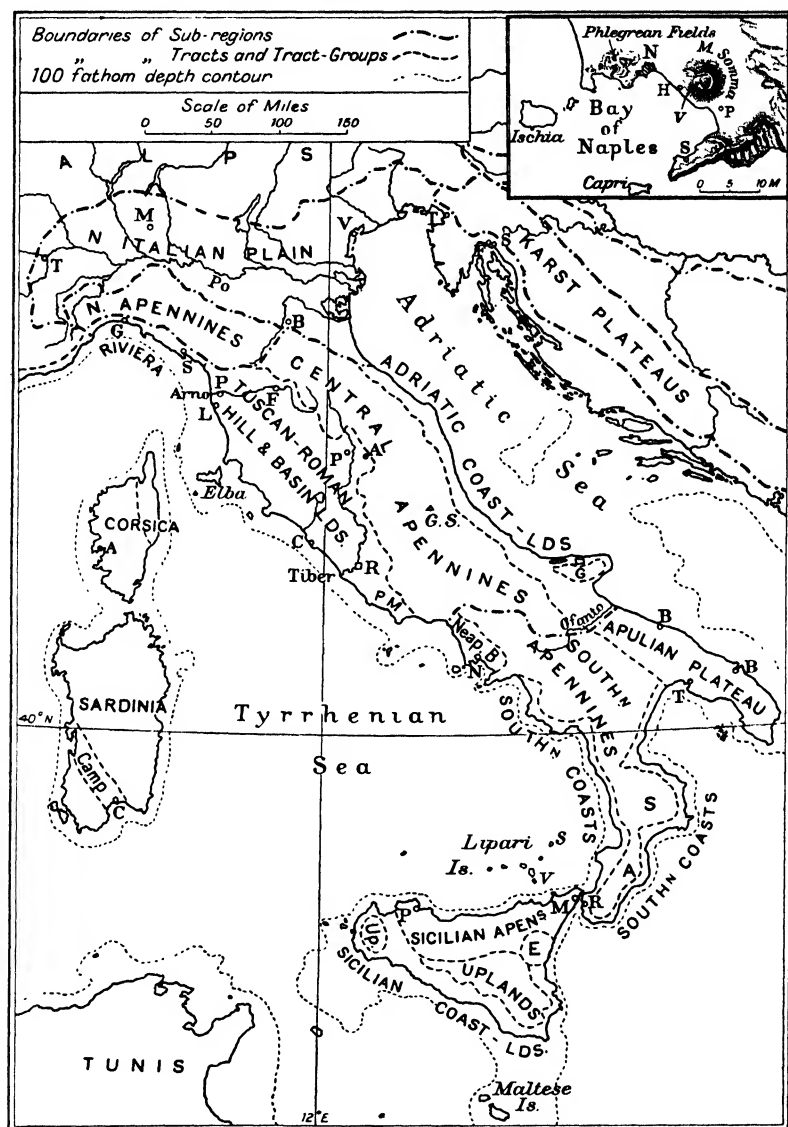 Boundaries of Sub-regions
„ „ Tracts and Tract-Groups
100 fathom depth contour
Scale of Miles
0 50 100 150
Phlegrean Fields
N
M
Somma
H
V
P
Bay
of
Naples
S
Ischia
Capri
0 5 10 M
A L P S
M
N ITALIAN PLAIN
V
T
T
Po
KARST PLATEAUS
N. APENNINES
B
G
RIVIERA
S
Adriatic
Sea
ADRIATIC
COAST-LDS
CENTRAL
APENNINES
Arno
P
F
L
TUSCAN-ROMAN
HILL & BASIN LDS
P
A
Elba
G.S.
CORSICA
A
C
Tiber
R
P M
G
Ofanto
B
APULIAN PLATEAU
B
Neap. B
N
SOUTHN
APENNINES
T
SARDINIA
Tyrrhenian
Sea
40°N
SOUTHN COASTS
Camp
C
S
A
SOUTHN COASTS
Lipari
Is.
S
V
M
R
P
UP
SICILIAN APENS
E
UPLANDS
SICILIAN COAST-LDS.
TUNIS
Maltese
Is.
12°E